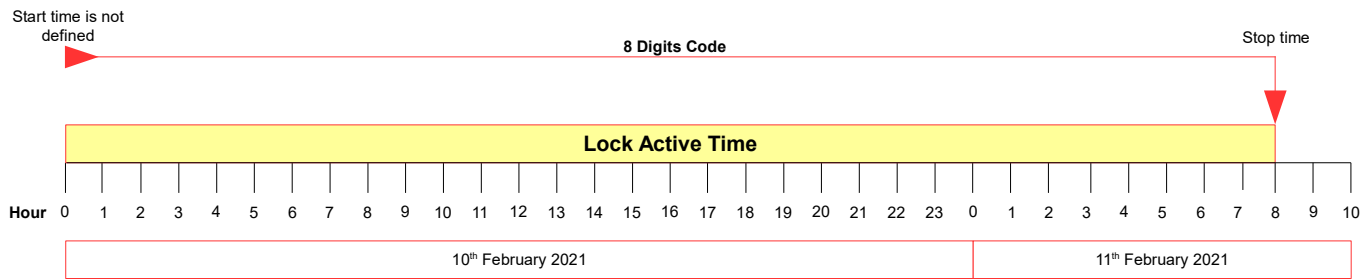 Start time is not
defined
8 Digits Code
Stop time
Lock Active Time
Hour 0 1 2 3 4 5 6 7 8 9 10 11 12 13 14 15 16 17 18 19 20 21 22 23 0 1 2 3 4 5 6 7 8 9 10
10th February 2021 11th February 2021